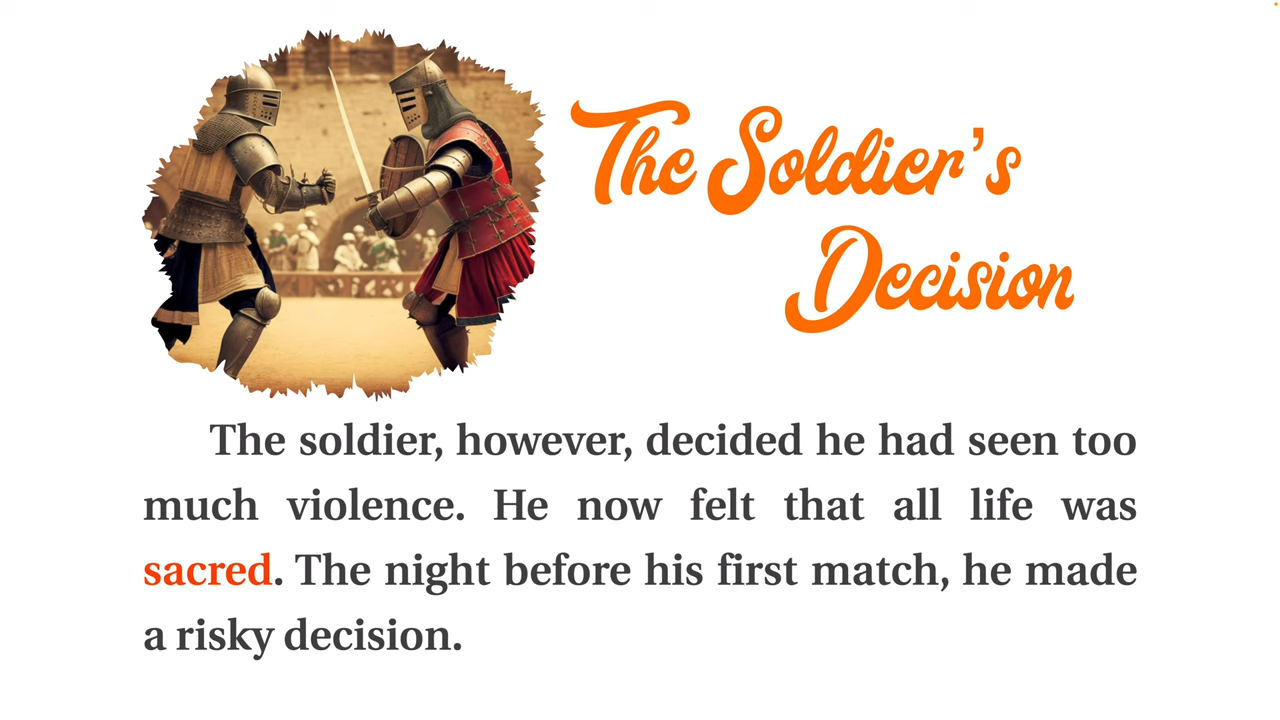 The Soldier’s
Decision
The soldier, however, decided he had seen too
much violence. He now felt that all life was
sacred. The night before his first match, he made
a risky decision.